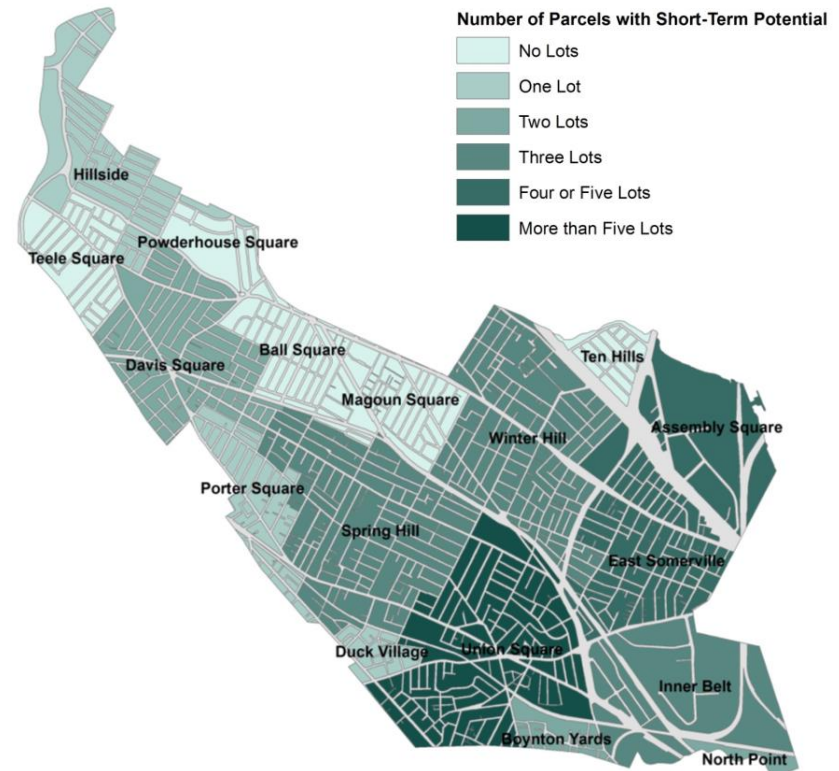 Number of Parcels with Short-Term Potential
No Lots
One Lot
Two Lots
Three Lots
Four or Five Lots
More than Five Lots
Hillside
Powderhouse Square
Teele Square
Ball Square
Davis Square
Magoun Square
Ten Hills
Assembly Square
Winter Hill
Porter Square
Spring Hill
East Somerville
Duck Village
Union Square
Inner Belt
Boynton Yards
North Point